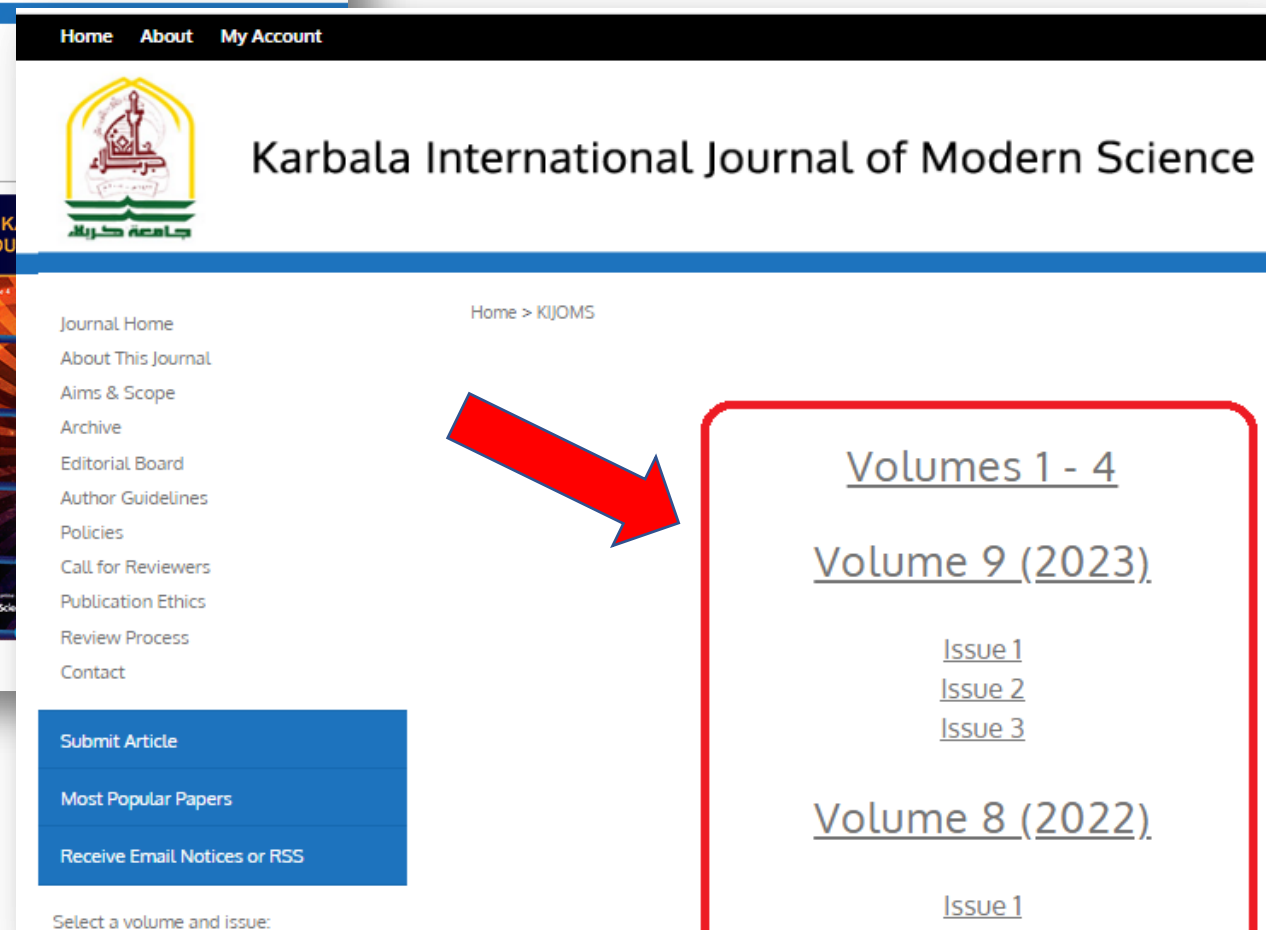 Home About My Account
جامعة كربلاء
Karbala International Journal of Modern Science
Home > KIJOMS
Journal Home
About This Journal
Aims & Scope
Archive
Editorial Board
Author Guidelines
Policies
Call for Reviewers
Publication Ethics
Review Process
Contact
Submit Article
Most Popular Papers
Receive Email Notices or RSS
Select a volume and issue:
Volumes 1 - 4
Volume 9 (2023)
Issue 1
Issue 2
Issue 3
Volume 8 (2022)
Issue 1